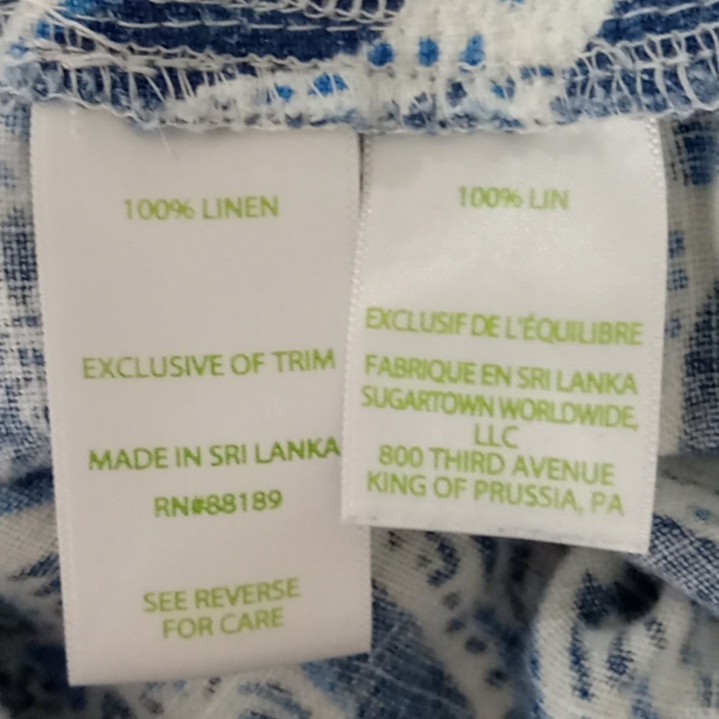 100% LINEN
EXCLUSIVE OF TRIM
MADE IN SRI LANKA
RN#88189
SEE REVERSE
FOR CARE
100% LIN
EXCLUSIF DE L'ÉQUILIBRE
FABRIQUE EN SRI LANKA
SUGARTOWN WORLDWIDE,
LLC
800 THIRD AVENUE
KING OF PRUSSIA, PA